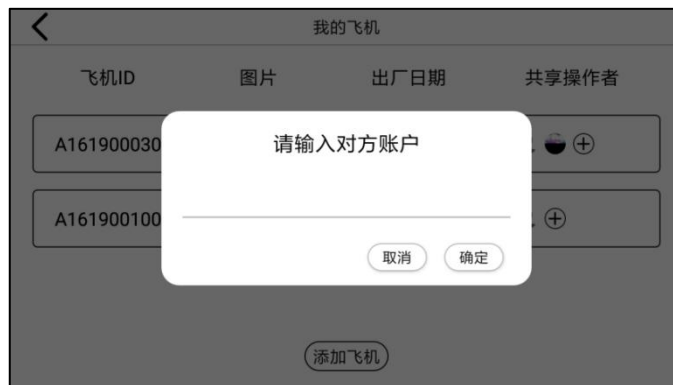 我的飞机
飞机ID 图片 出厂日期 共享操作者
A161900030
请输入对方账户
A161900100
取消 确定
添加飞机